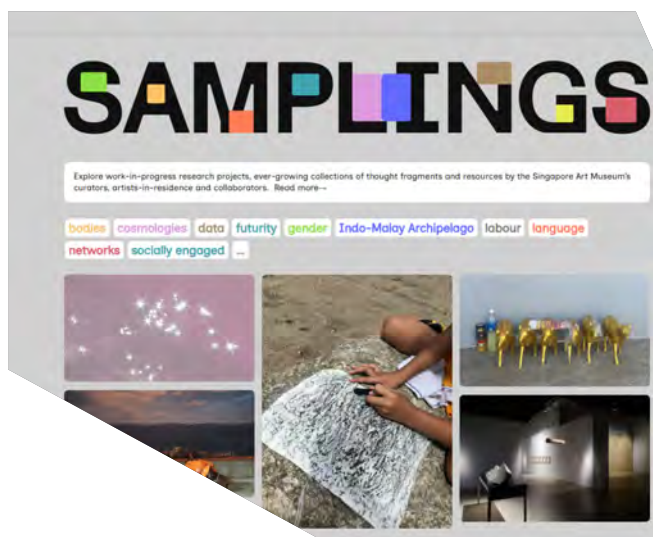 SAMPLINGS
Explore work-in-progress research projects, ever-growing collections of thought fragments and resources by the Singapore Art Museum's
curators, artists-in-residence and collaborators. Read more→
bodies cosmologies data futurity gender Indo-Malay Archipelago labour language
networks socially engaged ...